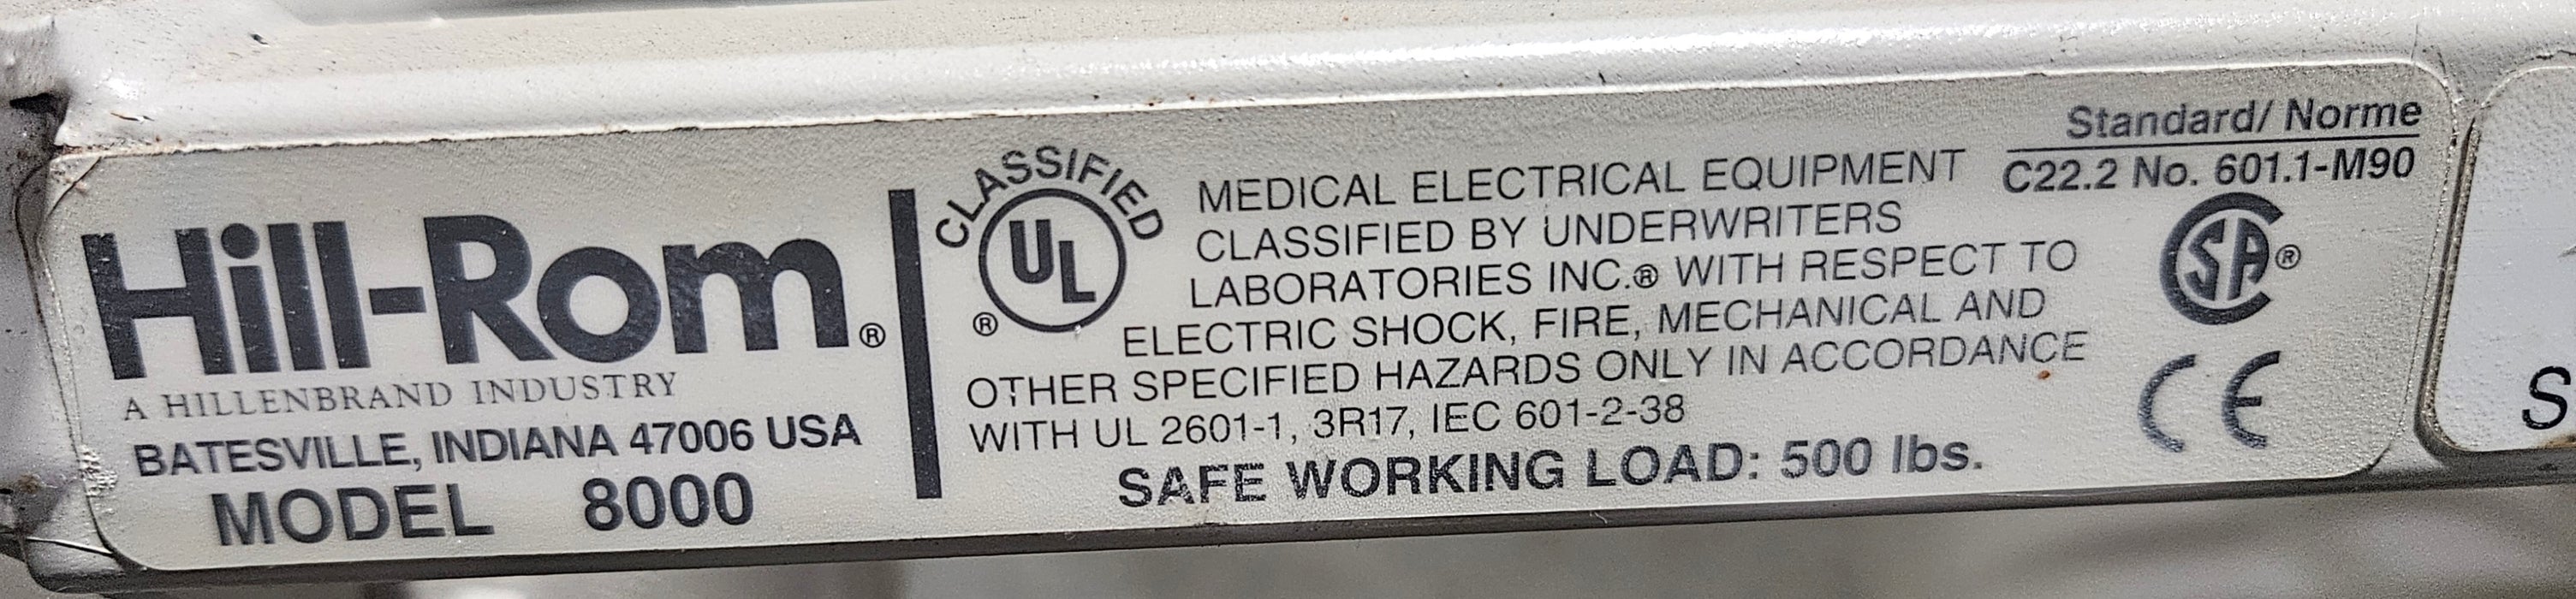 Hill-Rom®
A HILLENBRAND INDUSTRY
BATESVILLE, INDIANA 47006 USA
MODEL 8000
CLASSIFIED
UL
®
MEDICAL ELECTRICAL EQUIPMENT
CLASSIFIED BY UNDERWRITERS
LABORATORIES INC.® WITH RESPECT TO
ELECTRIC SHOCK, FIRE, MECHANICAL AND
OTHER SPECIFIED HAZARDS ONLY IN ACCORDANCE
WITH UL 2601-1, 3R17, IEC 601-2-38
SAFE WORKING LOAD: 500 lbs.
Standard/ Norme
C22.2 No. 601.1-M90
SA®
CE
S